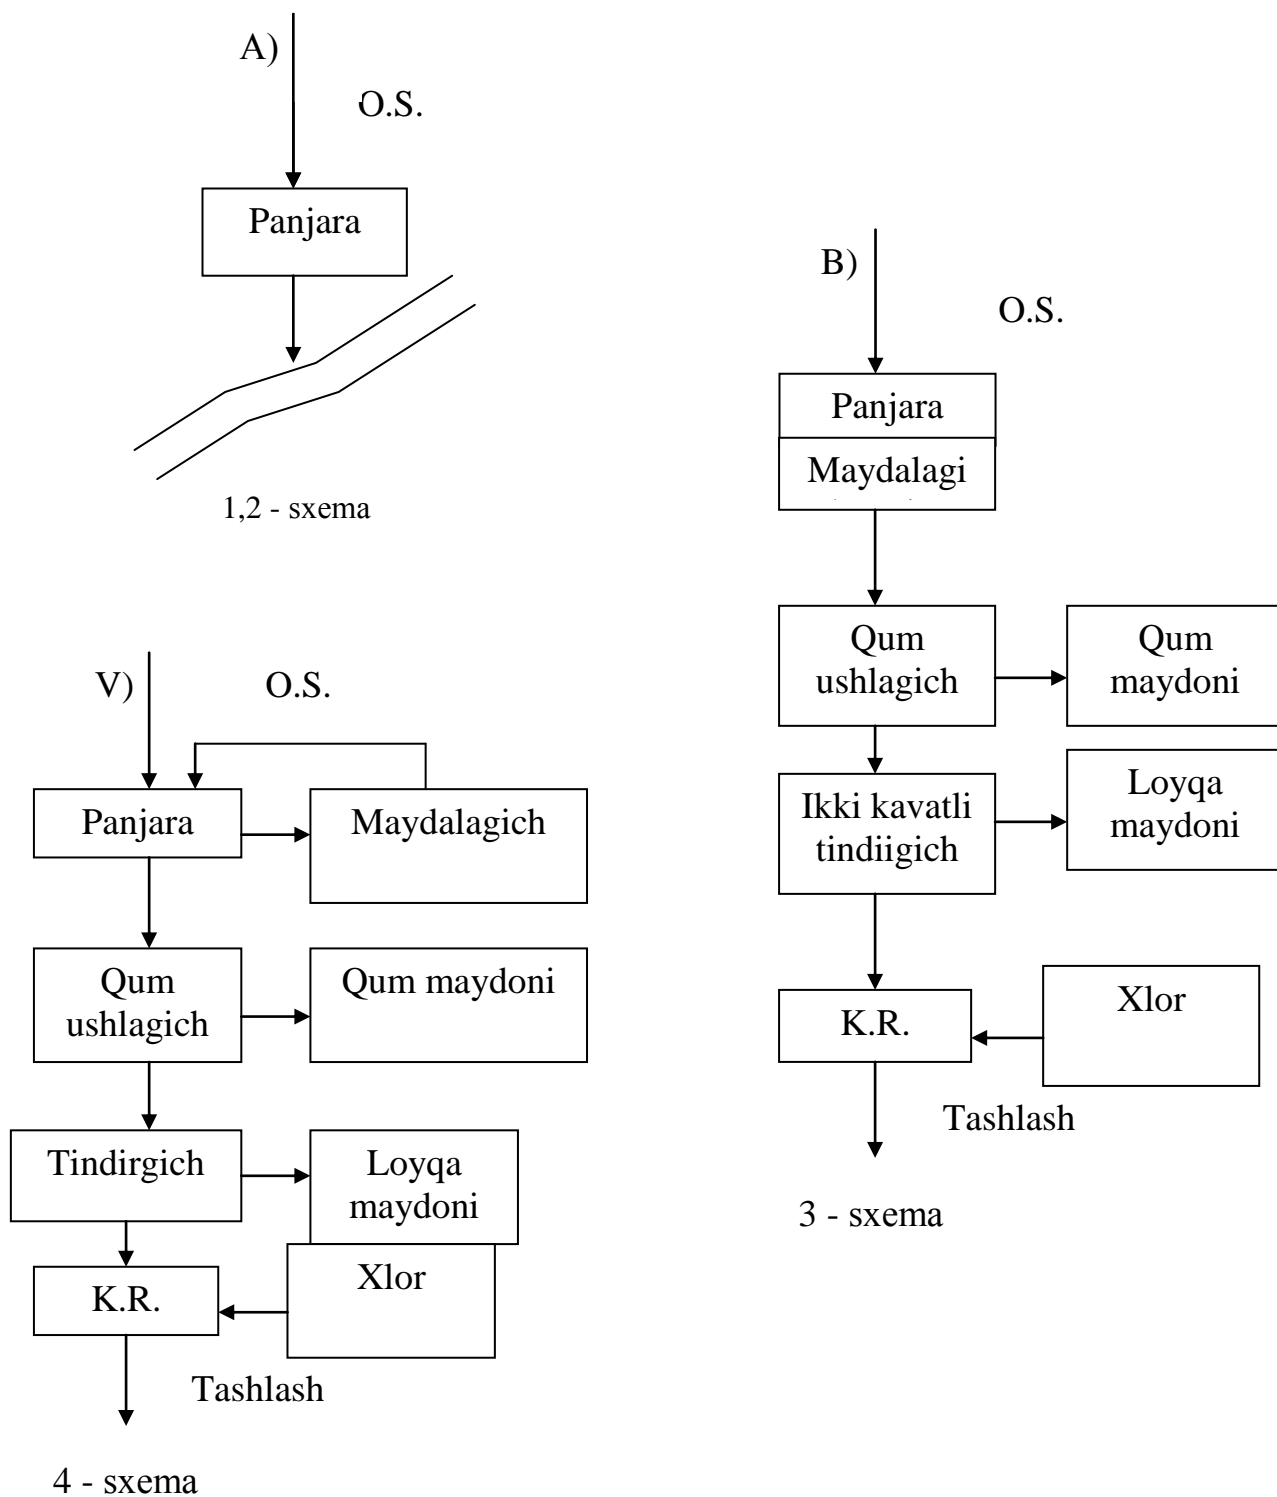 A)
O.S.
Panjara
1,2 - sxema
B)
O.S.
Panjara
Maydalagi
Qum
ushlagich
Qum
maydoni
Ikki kavatli
tindiigich
Loyqa
maydoni
K.R.
Xlor
Tashlash
3 - sxema
V)
O.S.
Panjara
Maydalagich
Qum
ushlagich
Qum maydoni
Tindirgich
Loyqa
maydoni
K.R.
Xlor
Tashlash
4 - sxema